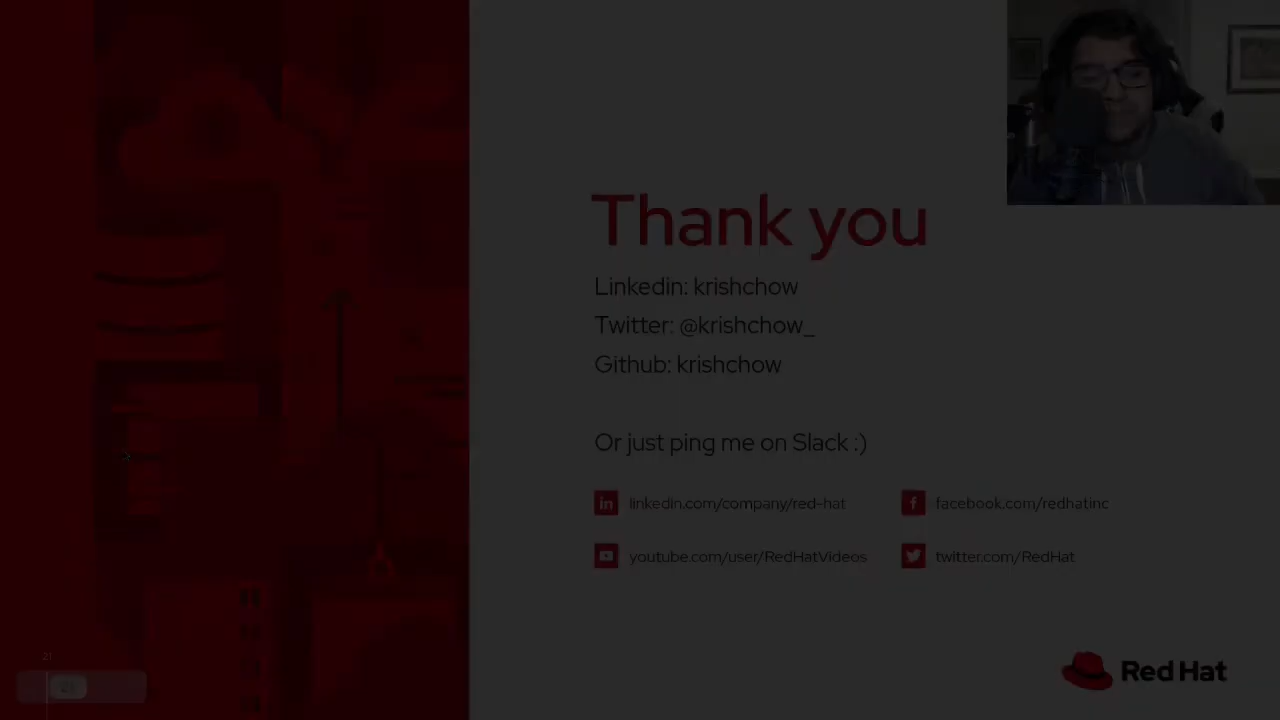 Thank you
Linkedin: krishchow
Twitter: @krishchow_
Github: krishchow
Or just ping me on Slack :)
linkedin.com/company/red-hat
facebook.com/redhatinc
youtube.com/user/RedHatVideos
twitter.com/RedHat
21
Red Hat